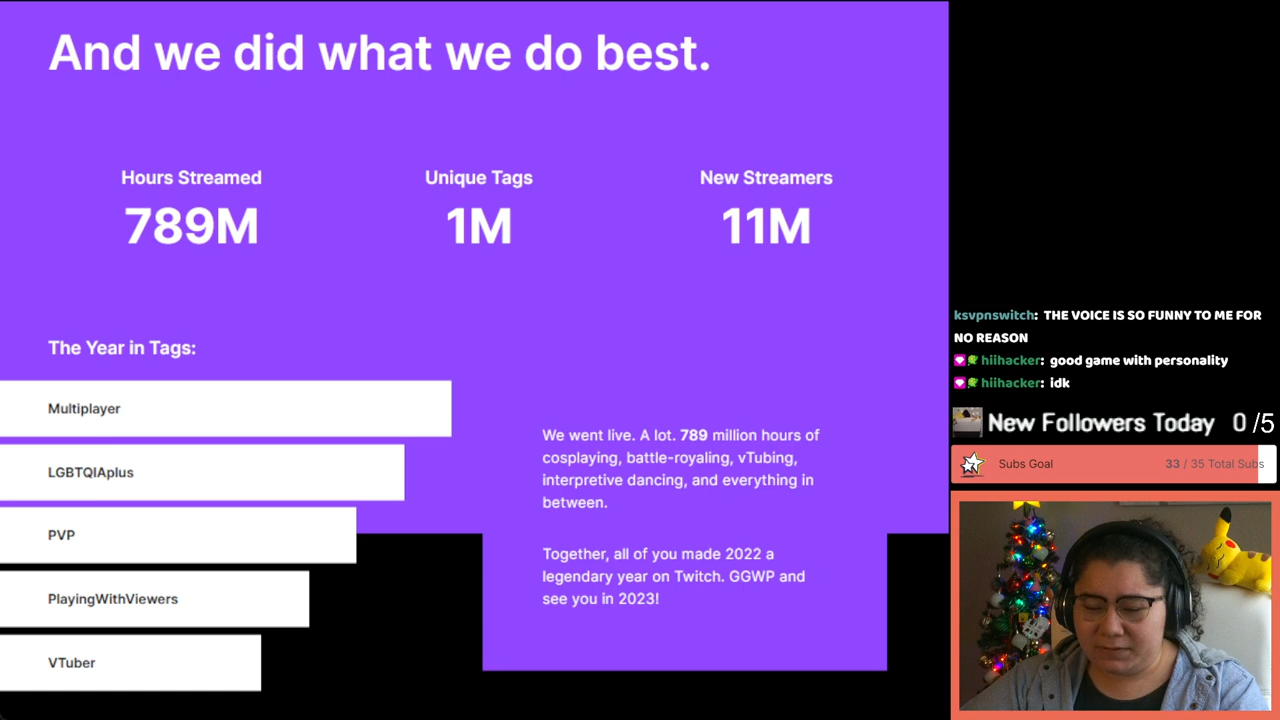 And we did what we do best.
Hours Streamed
789M
Unique Tags
1M
New Streamers
11M
The Year in Tags:
Multiplayer
LGBTQIAplus
PVP
PlayingWithViewers
VTuber
We went live. A lot. 789 million hours of
cosplaying, battle-royaling, vTubing,
interpretive dancing, and everything in
between.
Together, all of you made 2022 a
legendary year on Twitch. GGWP and
see you in 2023!
ksvpnswitch: THE VOICE IS SO FUNNY TO ME FOR
NO REASON
hiihacker: good game with personality
hiihacker: idk
New Followers Today 0 /5
Subs Goal 33 / 35 Total Subs